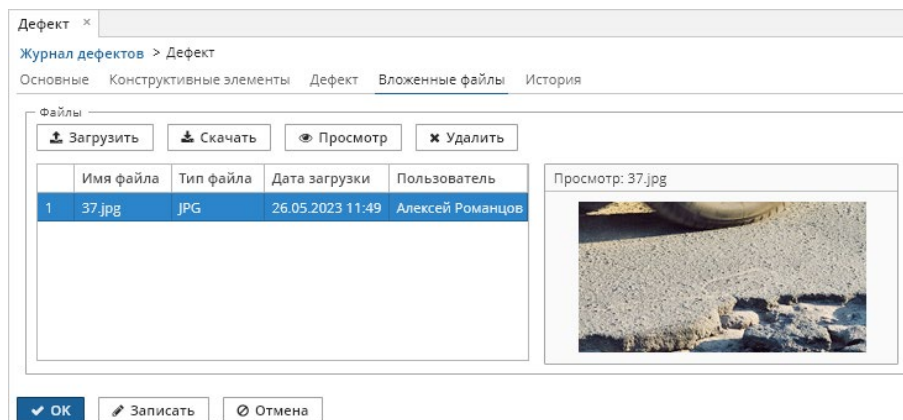 Дефект ×
Журнал дефектов > Дефект
Основные Конструктивные элементы Дефект Вложенные файлы История
Файлы
Загрузить Скачать Просмотр Удалить
Имя файла Тип файла Дата загрузки Пользователь
1 37.jpg JPG 26.05.2023 11:49 Алексей Романцов
Просмотр: 37.jpg
OK Записать Отмена